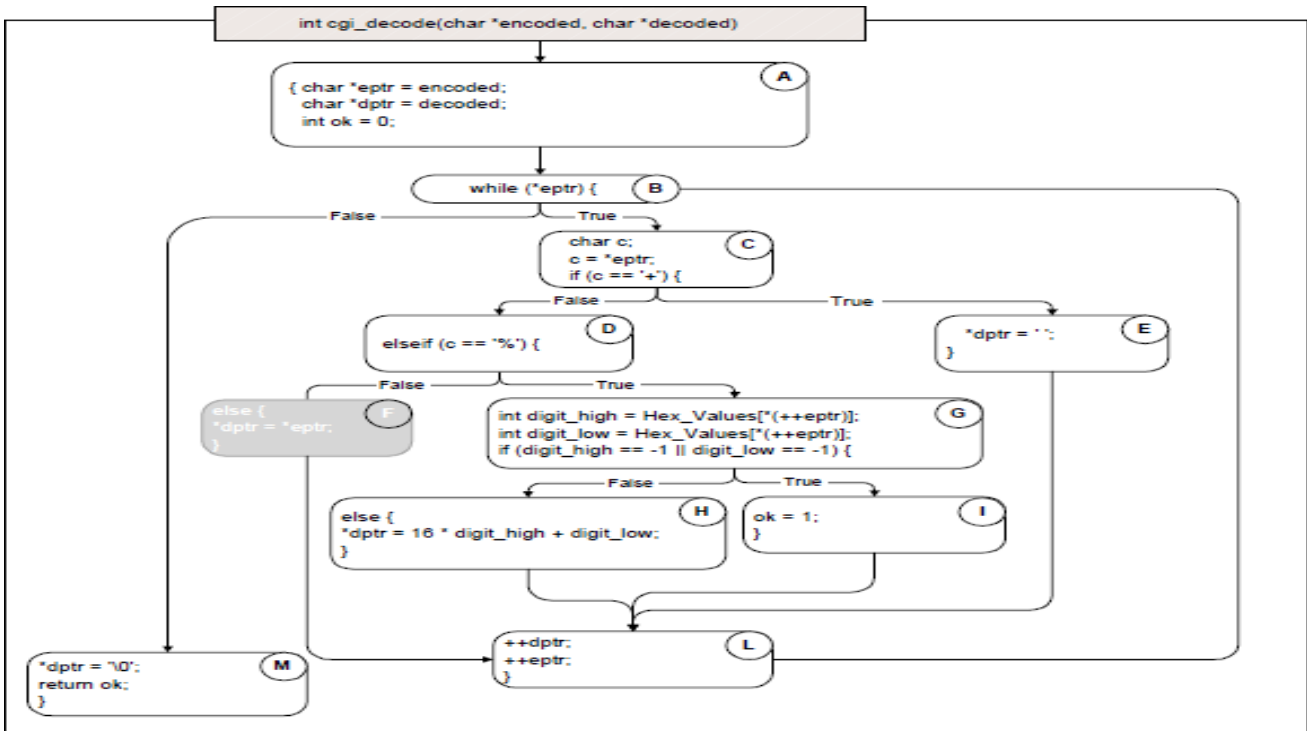 int cgi_decode(char *encoded, char *decoded)
A
{ char *eptr = encoded;
char *dptr = decoded;
int ok = 0;
while (*eptr) {
B
False
True
char c;
c = *eptr;
if (c == '+') {
C
False
True
D
elseif (c == '%') {
*dptr = ' ';
}
E
False
True
else {
*dptr = *eptr;
}
F
int digit_high = Hex_Values[*(++eptr)];
int digit_low = Hex_Values[*(++eptr)];
if (digit_high == -1 || digit_low == -1) {
G
False
True
else {
*dptr = 16 * digit_high + digit_low;
}
H
ok = 1;
}
I
++dptr;
++eptr;
}
L
*dptr = '\0';
return ok;
}
M